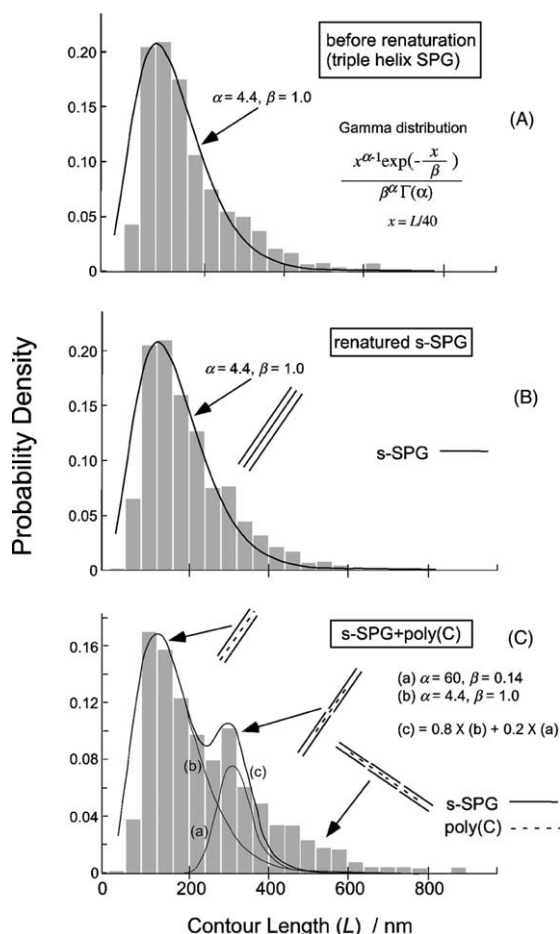 0.20
0.15
0.10
0.05
0
before renaturation
(triple helix SPG)
α = 4.4, β = 1.0
(A)
Gamma distribution
x^α-1 exp(-x/β)
β^α Γ(α)
x = L/40
Probability Density
0.20
0.15
0.10
0.05
0
renatured s-SPG
α = 4.4, β = 1.0
(B)
s-SPG
0.16
0.12
0.08
0.04
0
s-SPG+poly(C)
(C)
(a) α = 60, β = 0.14
(b) α = 4.4, β = 1.0
(c) = 0.8 X (b) + 0.2 X (a)
(b)
(c)
(a)
s-SPG
poly(C)
0 200 400 600 800
Contour Length (L) / nm